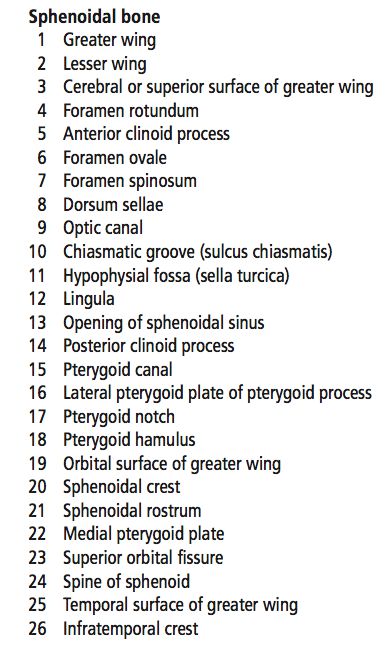 Sphenoidal bone
1 Greater wing
2 Lesser wing
3 Cerebral or superior surface of greater wing
4 Foramen rotundum
5 Anterior clinoid process
6 Foramen ovale
7 Foramen spinosum
8 Dorsum sellae
9 Optic canal
10 Chiasmatic groove (sulcus chiasmatis)
11 Hypophysial fossa (sella turcica)
12 Lingula
13 Opening of sphenoidal sinus
14 Posterior clinoid process
15 Pterygoid canal
16 Lateral pterygoid plate of pterygoid process
17 Pterygoid notch
18 Pterygoid hamulus
19 Orbital surface of greater wing
20 Sphenoidal crest
21 Sphenoidal rostrum
22 Medial pterygoid plate
23 Superior orbital fissure
24 Spine of sphenoid
25 Temporal surface of greater wing
26 Infratemporal crest